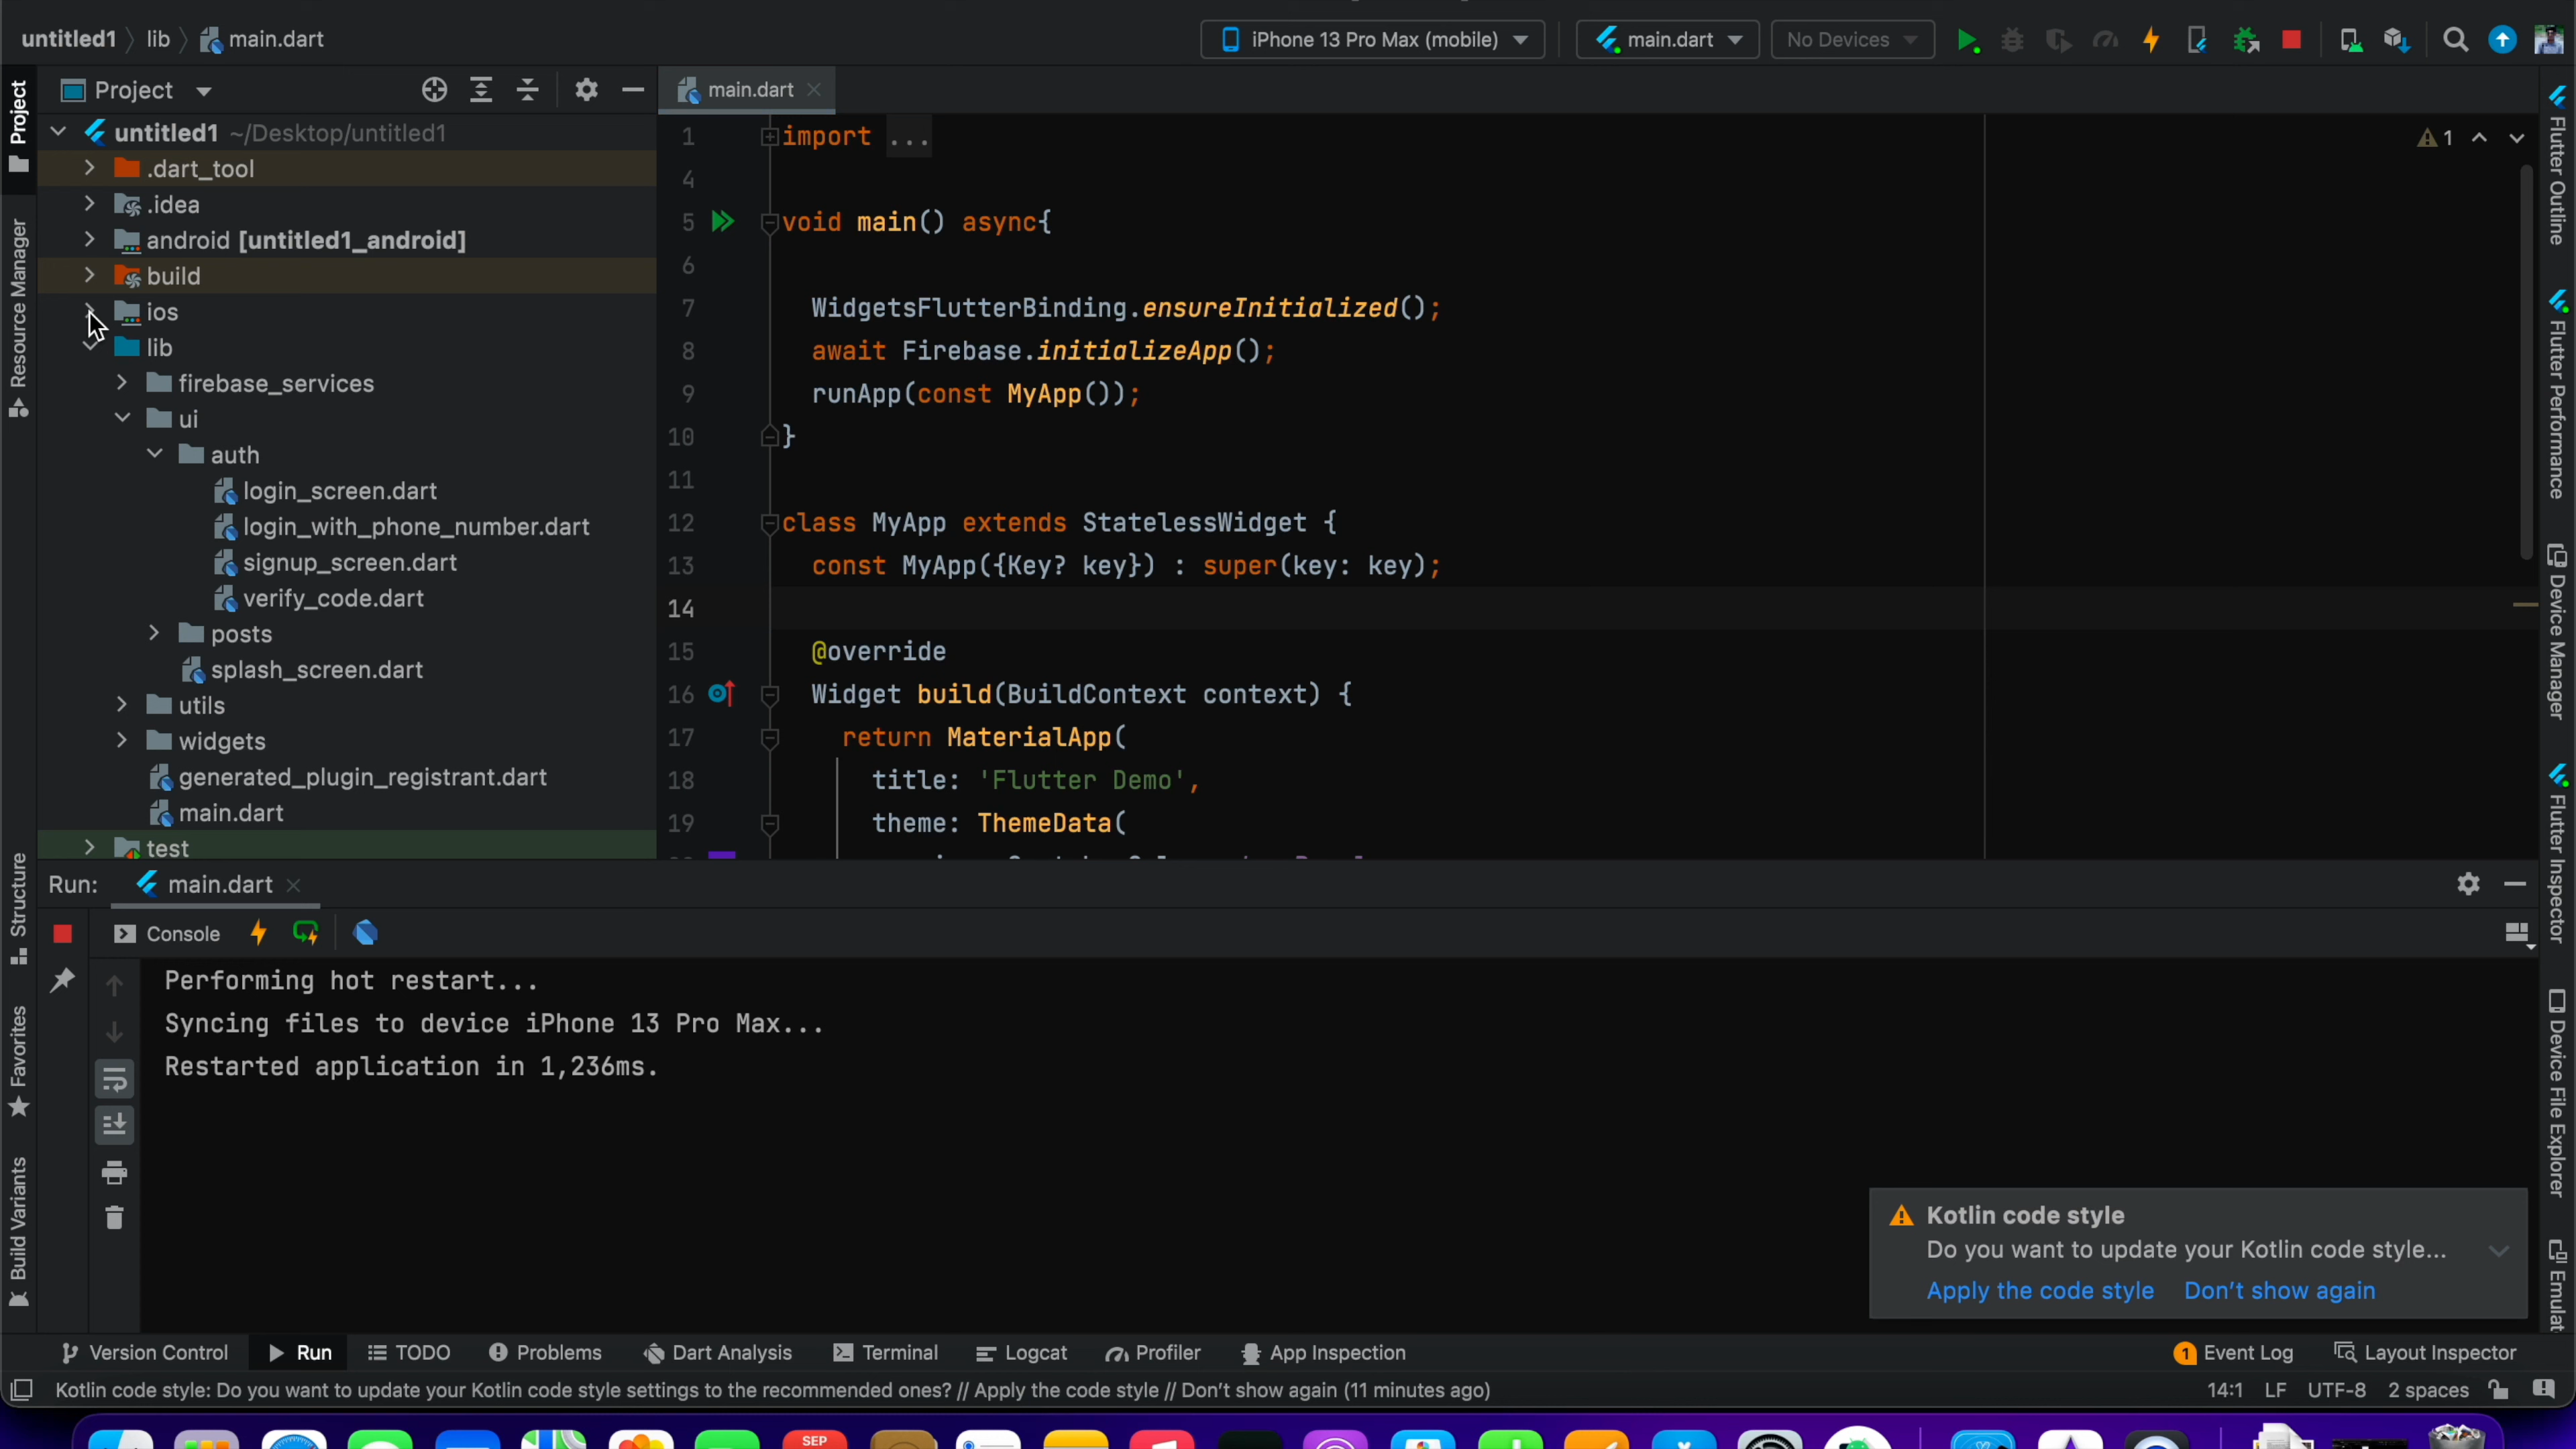 untitled1 lib main.dart
iPhone 13 Pro Max (mobile) main.dart No Devices
Project
main.dart
Project
Resource Manager
Structure
Favorites
Build Variants
untitled1 ~/Desktop/untitled1
.dart_tool
.idea
android [untitled1_android]
build
ios
lib
firebase_services
ui
auth
login_screen.dart
login_with_phone_number.dart
signup_screen.dart
verify_code.dart
posts
splash_screen.dart
utils
widgets
generated_plugin_registrant.dart
main.dart
test
1 import ...
4
5 void main() async{
6
7 WidgetsFlutterBinding.ensureInitialized();
8 await Firebase.initializeApp();
9 runApp(const MyApp());
10 }
11
12 class MyApp extends StatelessWidget {
13 const MyApp({Key? key}) : super(key: key);
14
15 @override
16 Widget build(BuildContext context) {
17 return MaterialApp(
18 title: 'Flutter Demo',
19 theme: ThemeData(
1
Flutter Outline
Flutter Performance
Device Manager
Flutter Inspector
Device File Explorer
Emulat
Run: main.dart
Console
Performing hot restart...
Syncing files to device iPhone 13 Pro Max...
Restarted application in 1,236ms.
Kotlin code style
Do you want to update your Kotlin code style...
Apply the code style Don't show again
Version Control Run TODO Problems Dart Analysis Terminal Logcat Profiler App Inspection 1 Event Log Layout Inspector
Kotlin code style: Do you want to update your Kotlin code style settings to the recommended ones? // Apply the code style // Don't show again (11 minutes ago) 14:1 LF UTF-8 2 spaces
SEP